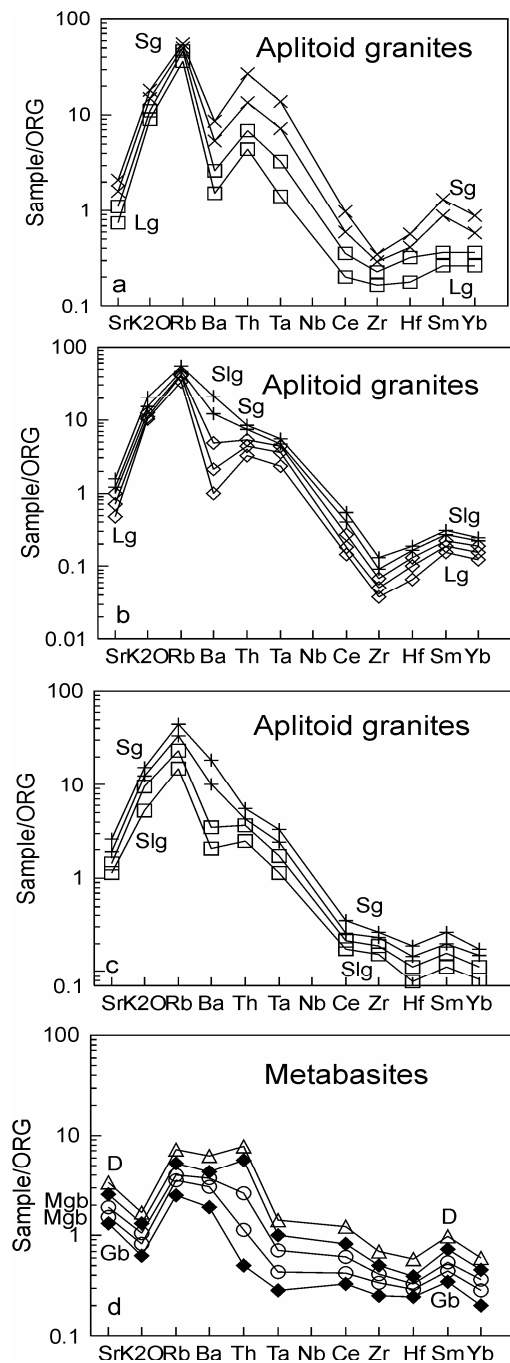 100
Sg
Aplitoid granites
10
Sample/ORG
1
Sg
Lg
Lg
a
0.1
Sr K2O Rb Ba Th Ta Nb Ce Zr Hf Sm Yb
100
Slg
Aplitoid granites
Sg
10
Sample/ORG
1
Slg
Lg
0.1
Lg
b
0.01
Sr K2O Rb Ba Th Ta Nb Ce Zr Hf Sm Yb
100
Sg
Aplitoid granites
10
Slg
Sample/ORG
1
Sg
Slg
c
0.1
Sr K2O Rb Ba Th Ta Nb Ce Zr Hf Sm Yb
100
Metabasites
10
Sample/ORG
D
Mgb
Mgb
1
D
Gb
Gb
d
0.1
Sr K2O Rb Ba Th Ta Nb Ce Zr Hf Sm Yb